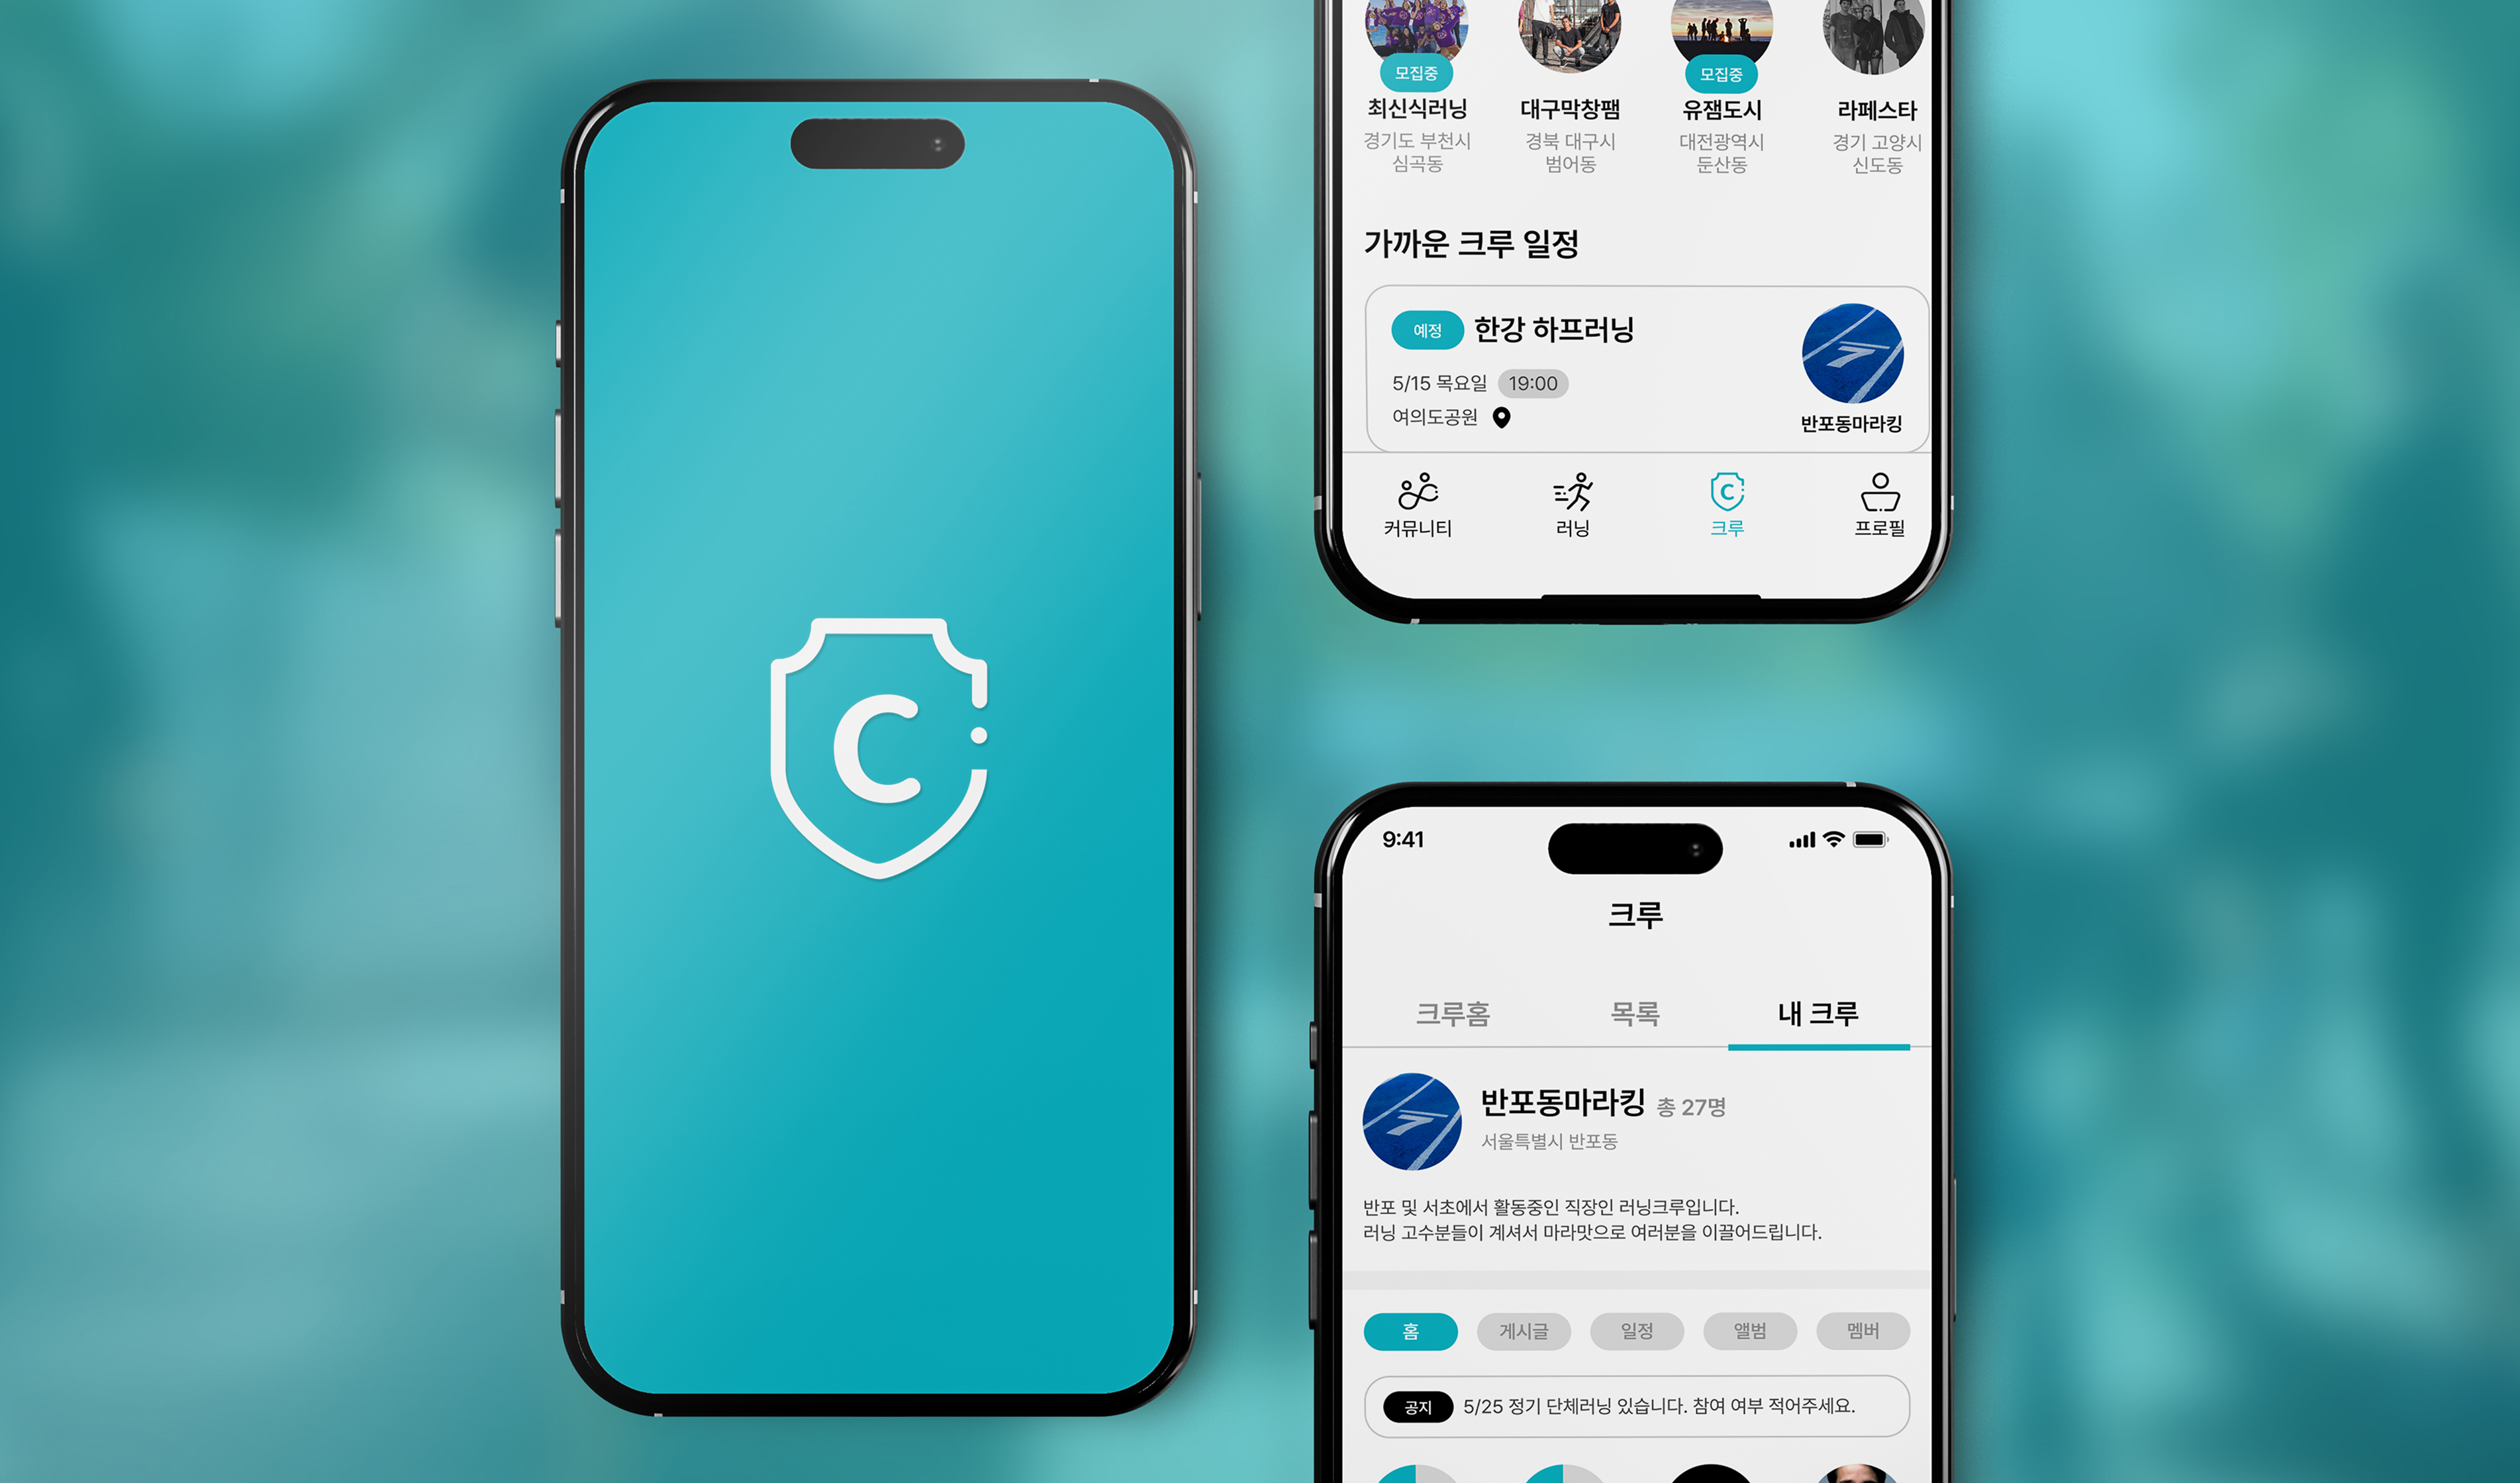 C
모집중
모집중
최신식러닝 대구막창팸 유잼도시 라페스타
경기도 부천시 경북 대구시 대전광역시 경기 고양시
심곡동 범어동 둔산동 신도동
가까운 크루 일정
예정 한강 하프러닝
5/15 목요일 19:00
여의도공원
7
반포동마라킹
C
커뮤니티 러닝 크루 프로필
9:41
크루
크루홈 목록 내 크루
7
반포동마라킹 총 27명
서울특별시 반포동
반포 및 서초에서 활동중인 직장인 러닝크루입니다.
러닝 고수분들이 계셔서 마라맛으로 여러분을 이끌어드립니다.
홈 게시글 일정 앨범 멤버
공지 5/25 정기 단체러닝 있습니다. 참여 여부 적어주세요.